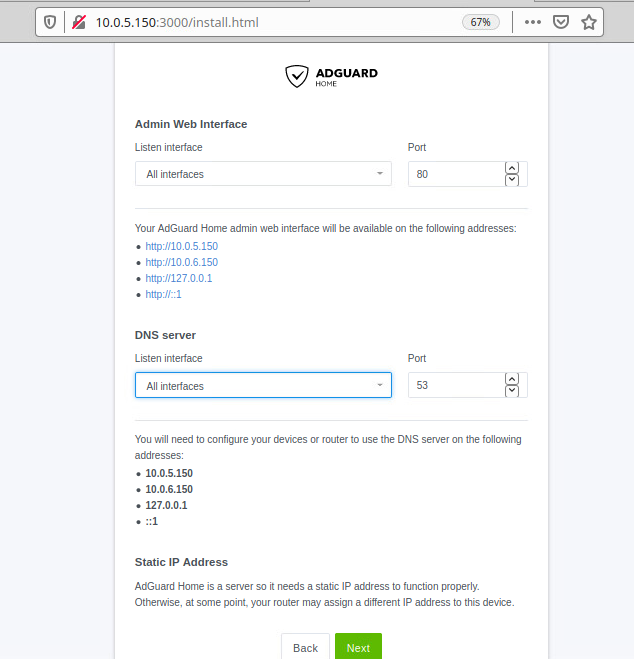 10.0.5.150:3000/install.html
67%
ADGUARD
HOME
Admin Web Interface
Listen interface
Port
All interfaces
80
Your AdGuard Home admin web interface will be available on the following addresses:
http://10.0.5.150
http://10.0.6.150
http://127.0.0.1
http://::1
DNS server
Listen interface
Port
All interfaces
53
You will need to configure your devices or router to use the DNS server on the following
addresses:
10.0.5.150
10.0.6.150
127.0.0.1
::1
Static IP Address
AdGuard Home is a server so it needs a static IP address to function properly.
Otherwise, at some point, your router may assign a different IP address to this device.
Back
Next